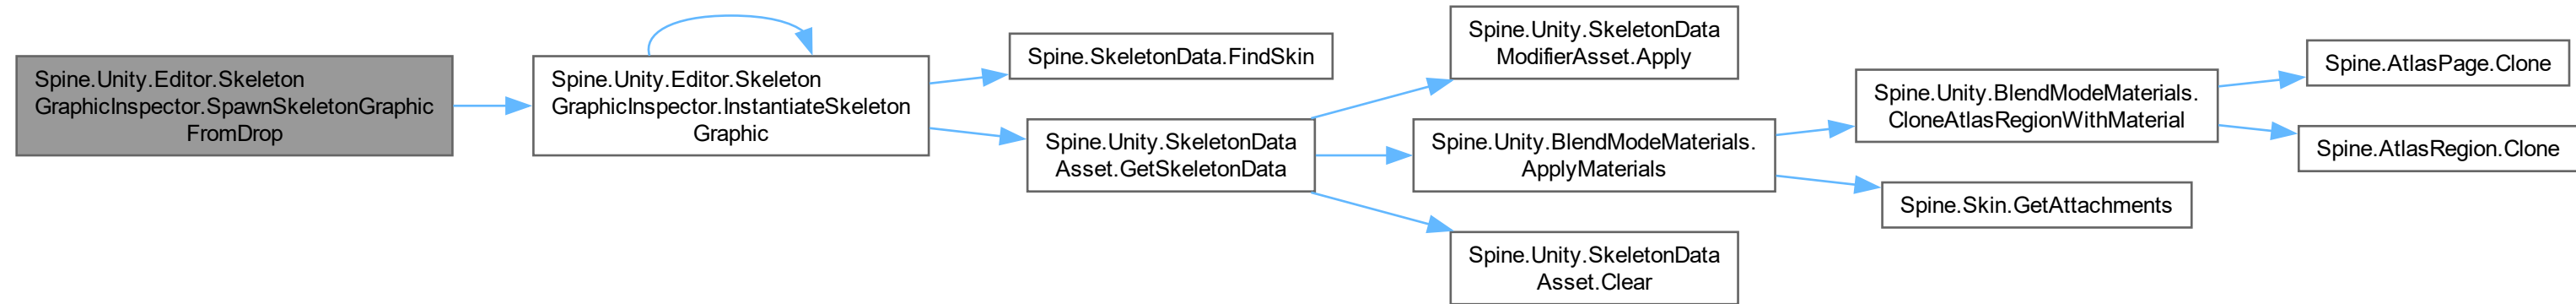 Spine.Unity.Editor.Skeleton
GraphicInspector.SpawnSkeletonGraphic
FromDrop
Spine.Unity.Editor.Skeleton
GraphicInspector.InstantiateSkeleton
Graphic
Spine.SkeletonData.FindSkin
Spine.Unity.SkeletonData
Asset.GetSkeletonData
Spine.Unity.SkeletonData
ModifierAsset.Apply
Spine.Unity.BlendModeMaterials.
ApplyMaterials
Spine.Unity.SkeletonData
Asset.Clear
Spine.Unity.BlendModeMaterials.
CloneAtlasRegionWithMaterial
Spine.Skin.GetAttachments
Spine.AtlasPage.Clone
Spine.AtlasRegion.Clone